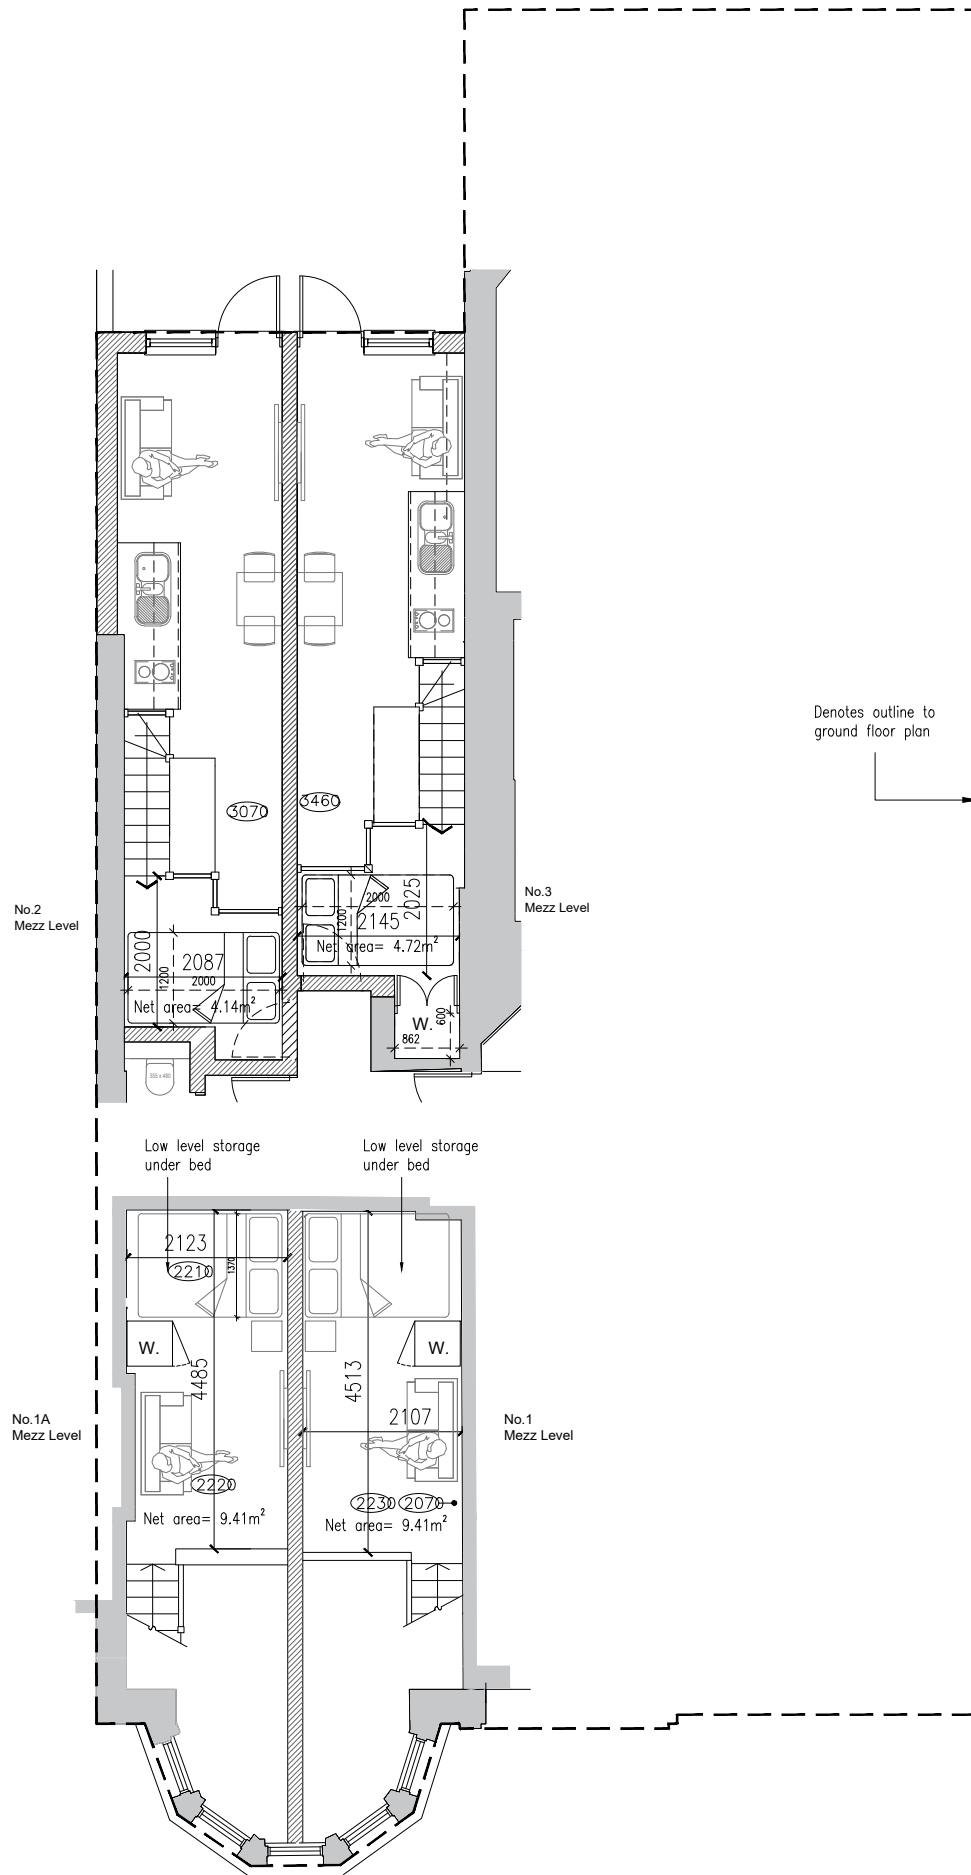 Denotes outline to
ground floor plan
3070
3460
No.2
Mezz Level
No.3
Mezz Level
2000
1200
2145
2025
Net area= 4.72m²
2000
2087
1200
2000
Net area= 4.14m²
W.
600
862
355 x 480
Low level storage
under bed
Low level storage
under bed
2123
2210
1370
W.
W.
4485
4513
2107
No.1A
Mezz Level
No.1
Mezz Level
2220
2230
2070
Net area= 9.41m²
Net area= 9.41m²